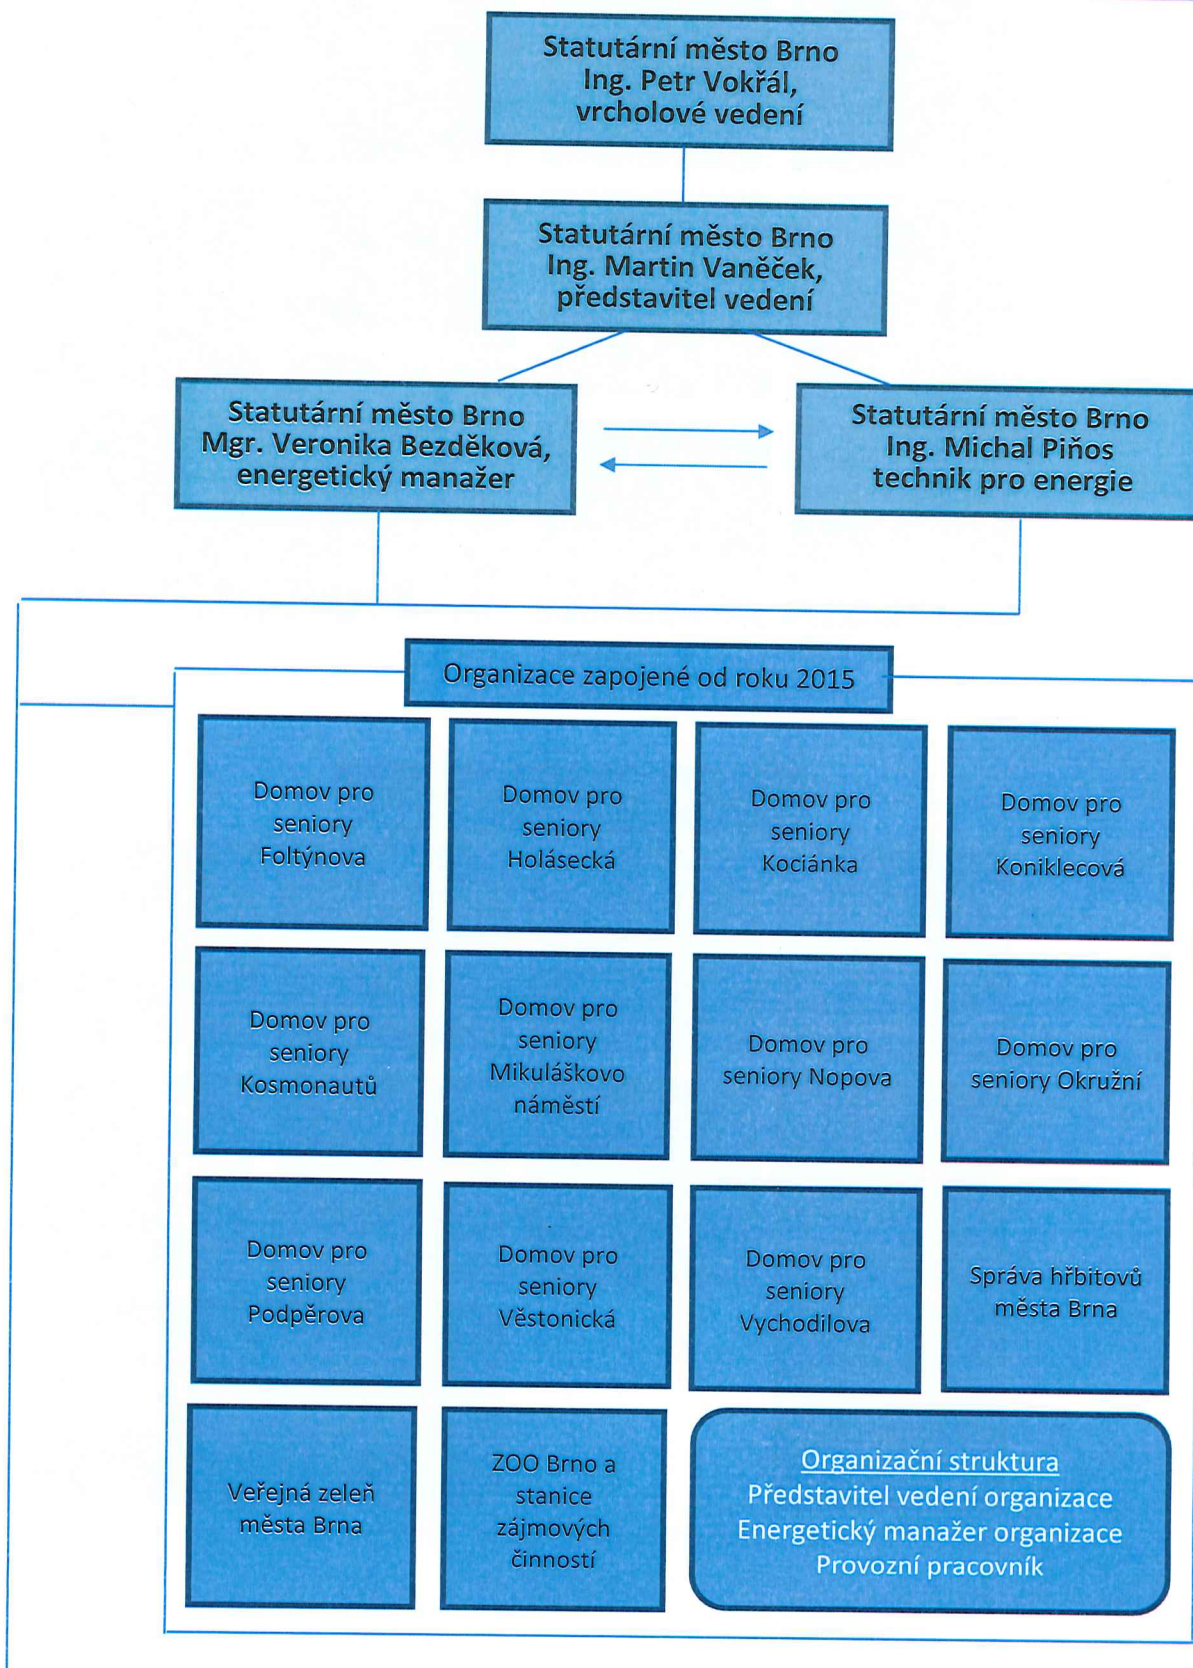 Statutární město Brno
Ing. Petr Vokřál,
vrcholové vedení
Statutární město Brno
Ing. Martin Vaněček,
představitel vedení
Statutární město Brno
Mgr. Veronika Bezděková,
energetický manažer
Statutární město Brno
Ing. Michal Piňos
technik pro energie
Organizace zapojené od roku 2015
Domov pro
seniory
Foltýnova
Domov pro
seniory
Holásecká
Domov pro
seniory
Kociánka
Domov pro
seniory
Koniklecová
Domov pro
seniory
Kosmonautů
Domov pro
seniory
Mikuláškovo
náměstí
Domov pro
seniory Nopova
Domov pro
seniory Okružní
Domov pro
seniory
Podpěrova
Domov pro
seniory
Věstonická
Domov pro
seniory
Vychodilova
Správa hřbitovů
města Brna
Veřejná zeleň
města Brna
ZOO Brno a
stanice
zájmových
činností
Organizační struktura
Představitel vedení organizace
Energetický manažer organizace
Provozní pracovník